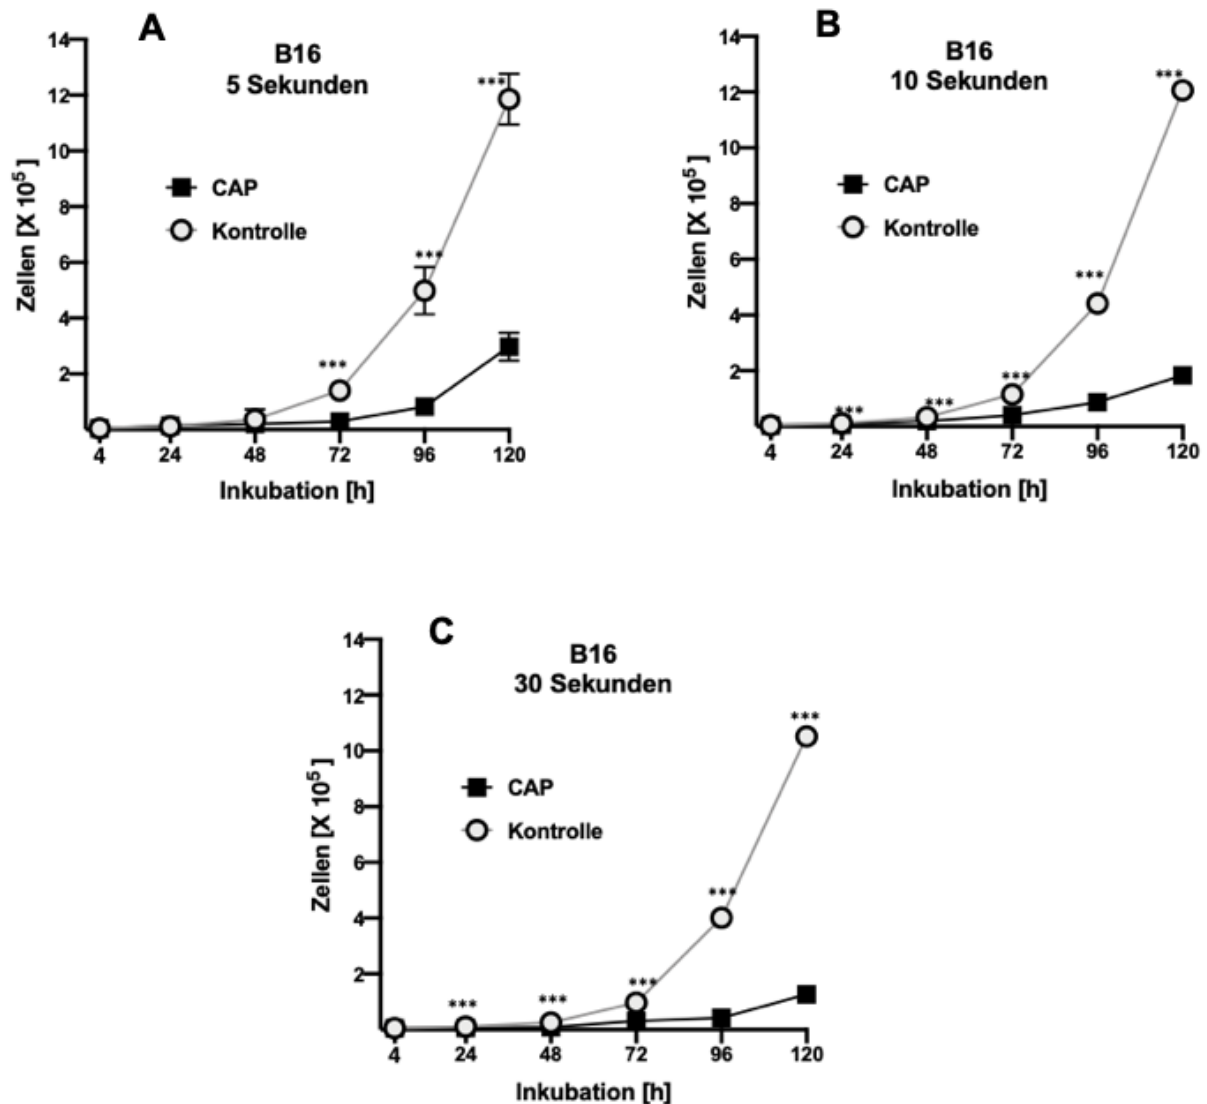 A
B16
5 Sekunden
14
12
10
8
6
4
2
Zellen [X 10⁵]
CAP
Kontrolle
***
***
***
4 24 48 72 96 120
Inkubation [h]
B
B16
10 Sekunden
14
12
10
8
6
4
2
Zellen [X 10⁵]
CAP
Kontrolle
***
***
***
***
***
4 24 48 72 96 120
Inkubation [h]
C
B16
30 Sekunden
14
12
10
8
6
4
2
Zellen [X 10⁵]
CAP
Kontrolle
***
***
***
***
***
4 24 48 72 96 120
Inkubation [h]